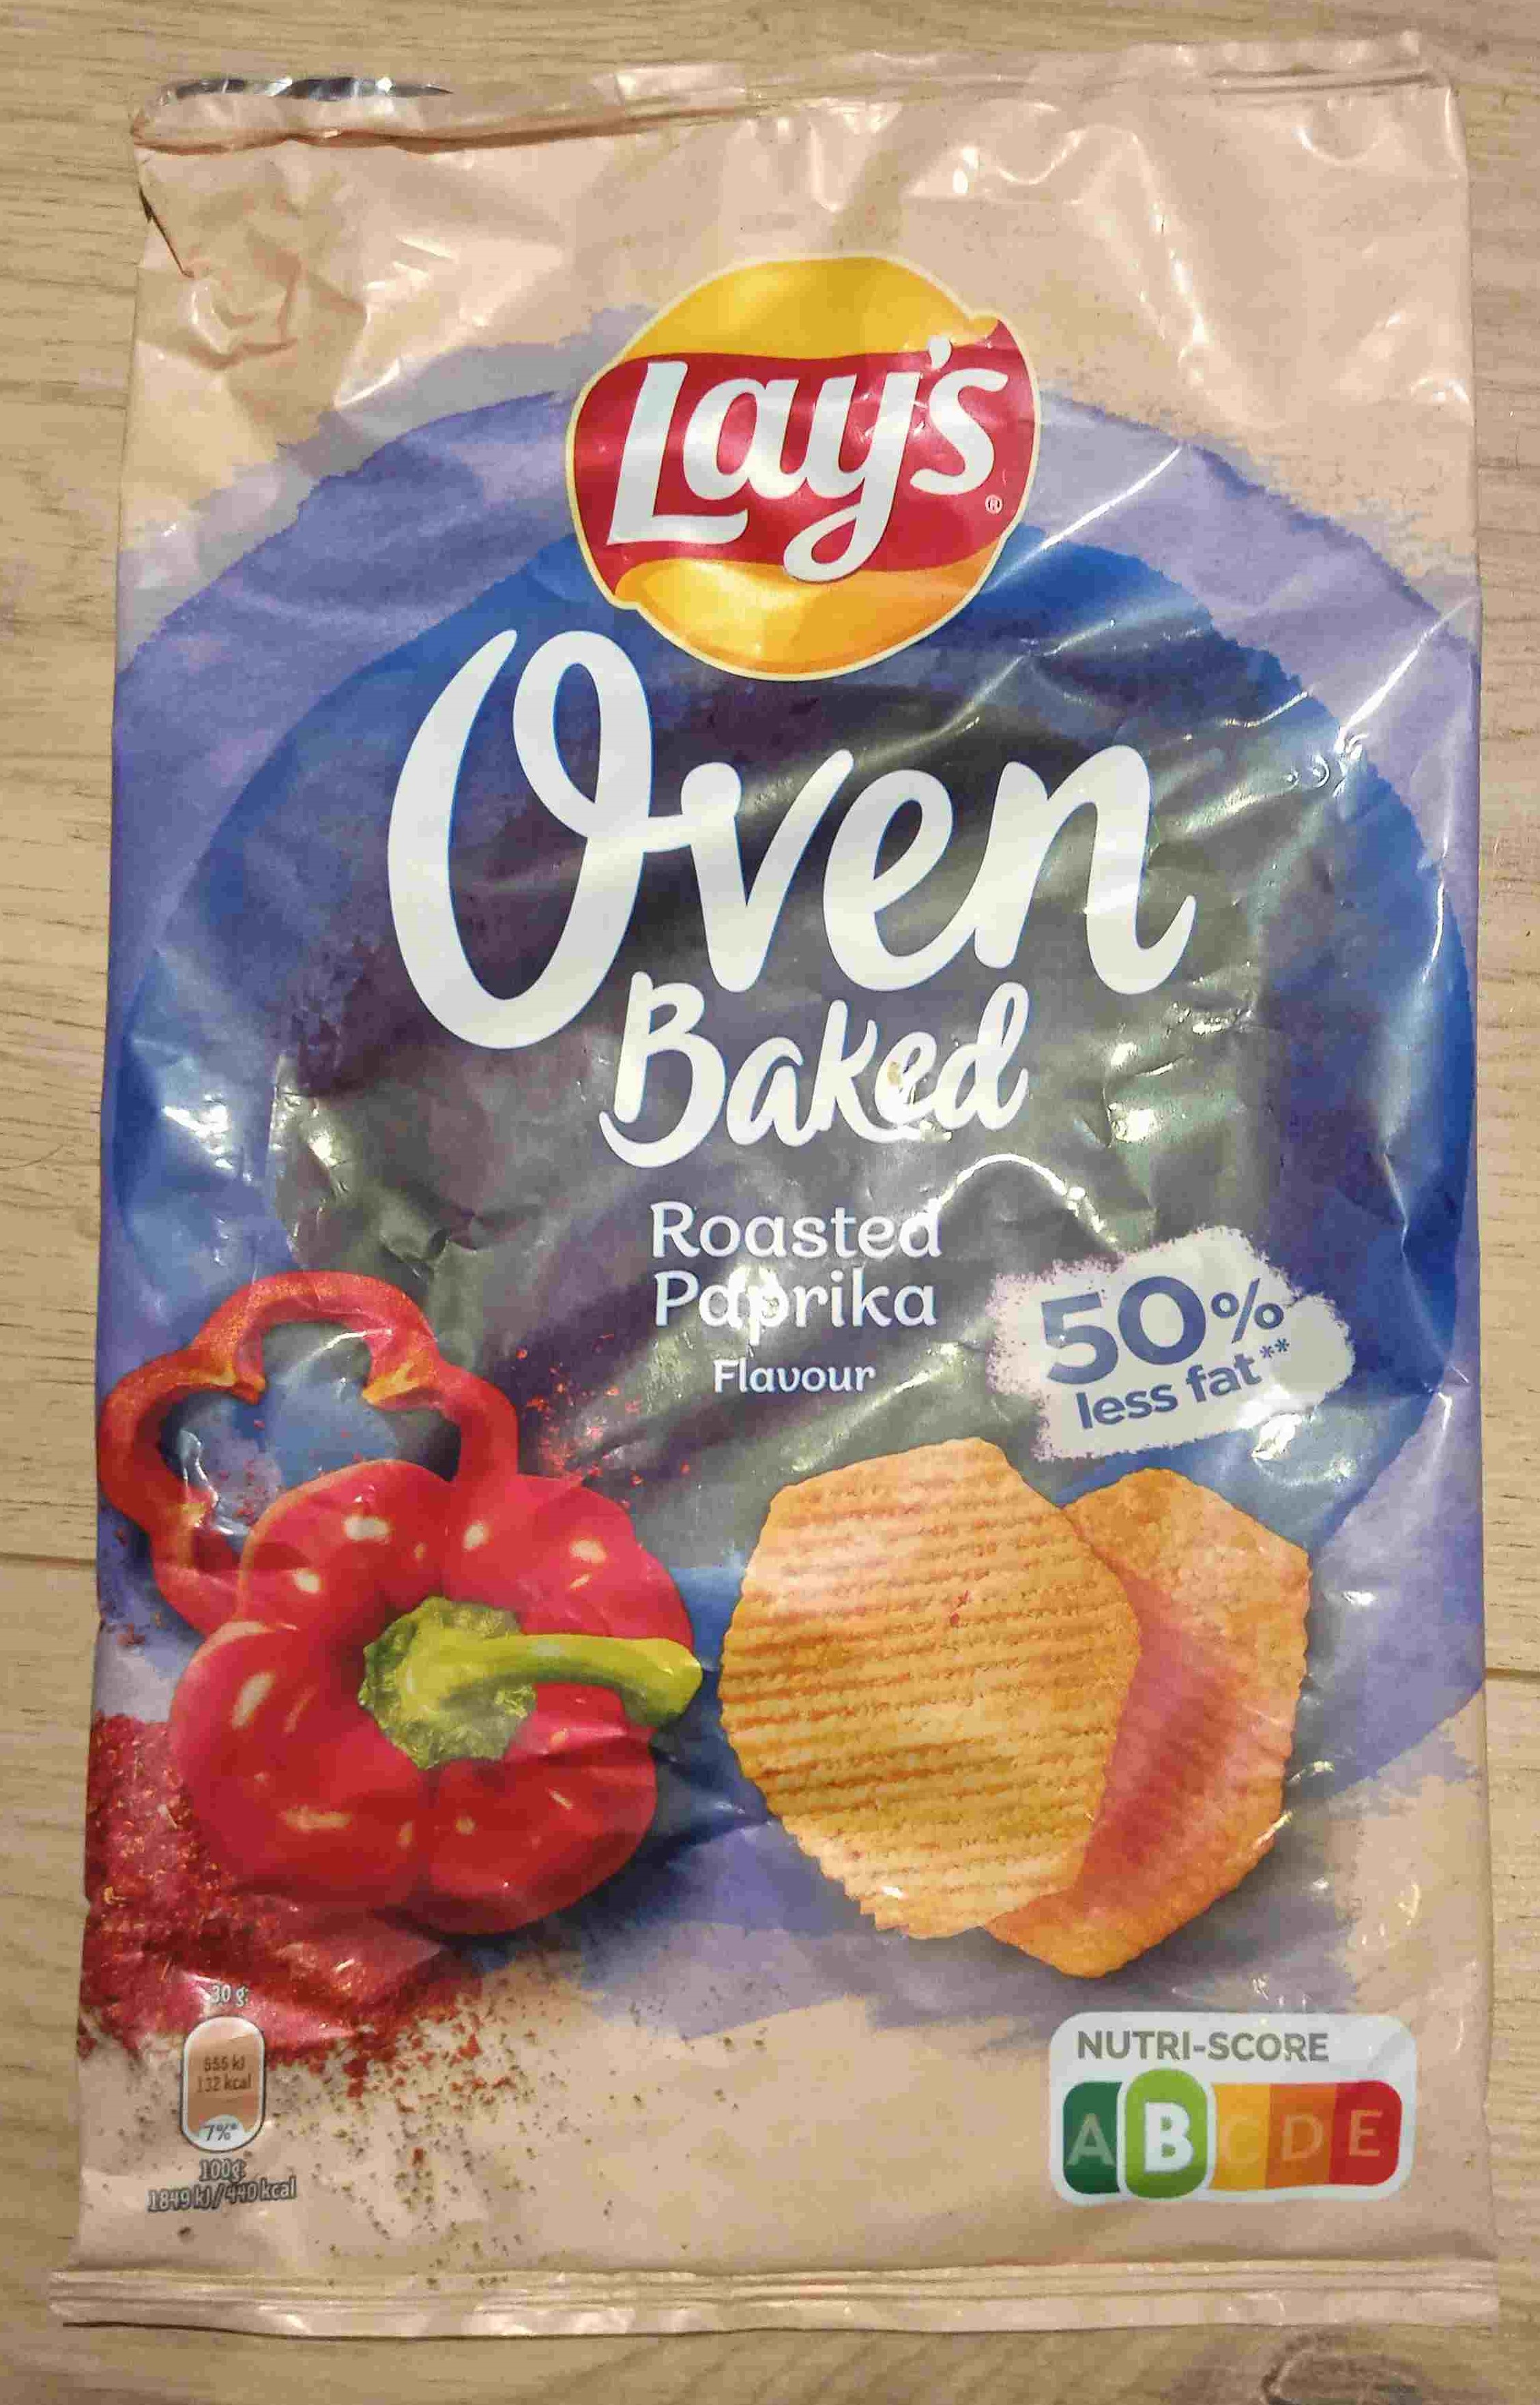 Lay's®
Oven
Baked
Roasted
Paprika
Flavour
50%
less fat**
30 g:
555 kJ
132 kcal
7%*
100g:
1849 kJ/440 kcal
NUTRI-SCORE
A B C D E